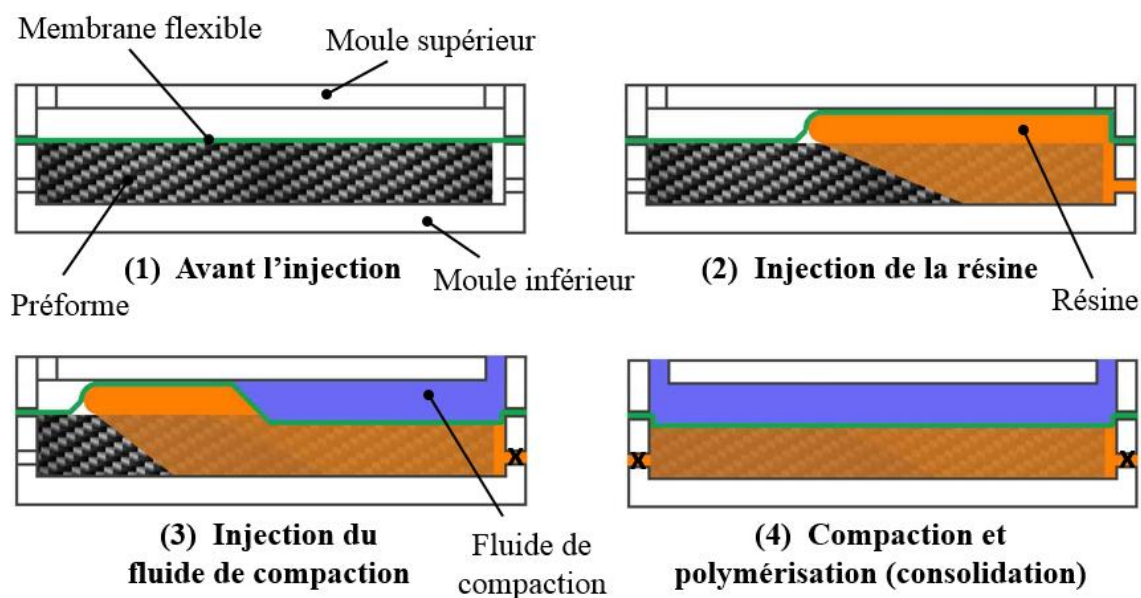 Membrane flexible
Moule supérieur
(1) Avant l'injection
Moule inférieur
Préforme
(2) Injection de la résine
Résine
x
(3) Injection du
fluide de compaction
Fluide de
compaction
x
x
(4) Compaction et
polymérisation (consolidation)